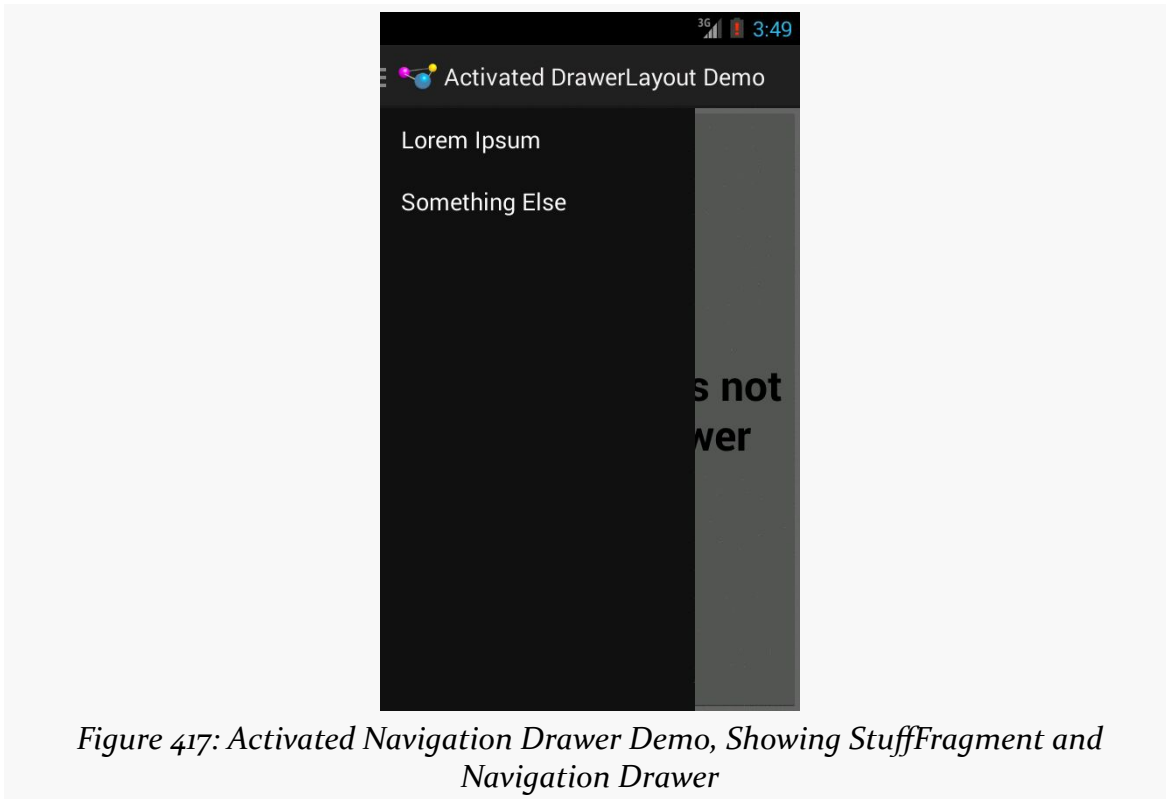 3G
3:49
Activated DrawerLayout Demo
Lorem Ipsum
Something Else
s not
wer
Figure 417: Activated Navigation Drawer Demo, Showing StuffFragment and
Navigation Drawer